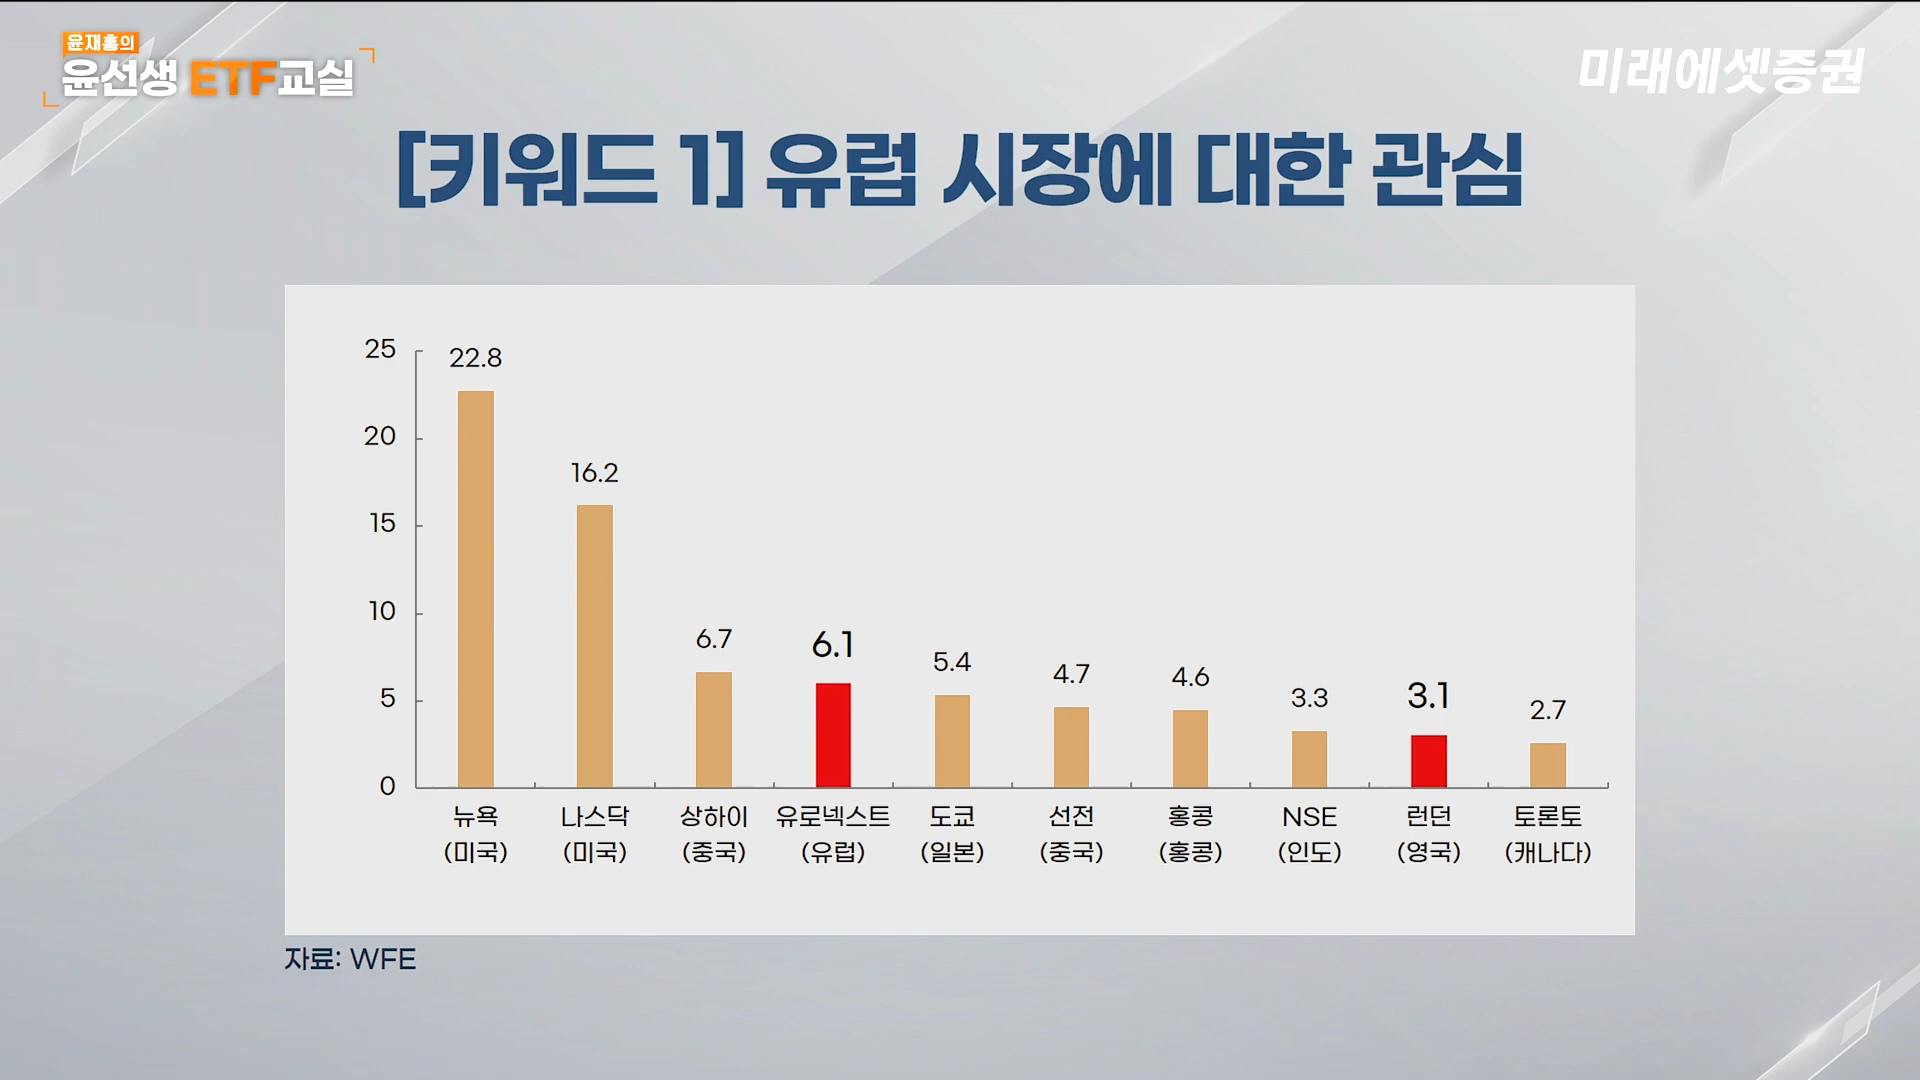 윤재홍의
윤선생 ETF교실
미래에셋증권
[키워드 1] 유럽 시장에 대한 관심
25
20
15
10
5
0
22.8
16.2
6.7
6.1
5.4
4.7
4.6
3.3
3.1
2.7
뉴욕 나스닥 상하이 유로넥스트 도쿄 선전 홍콩 NSE 런던 토론토
(미국) (미국) (중국) (유럽) (일본) (중국) (홍콩) (인도) (영국) (캐나다)
자료: WFE